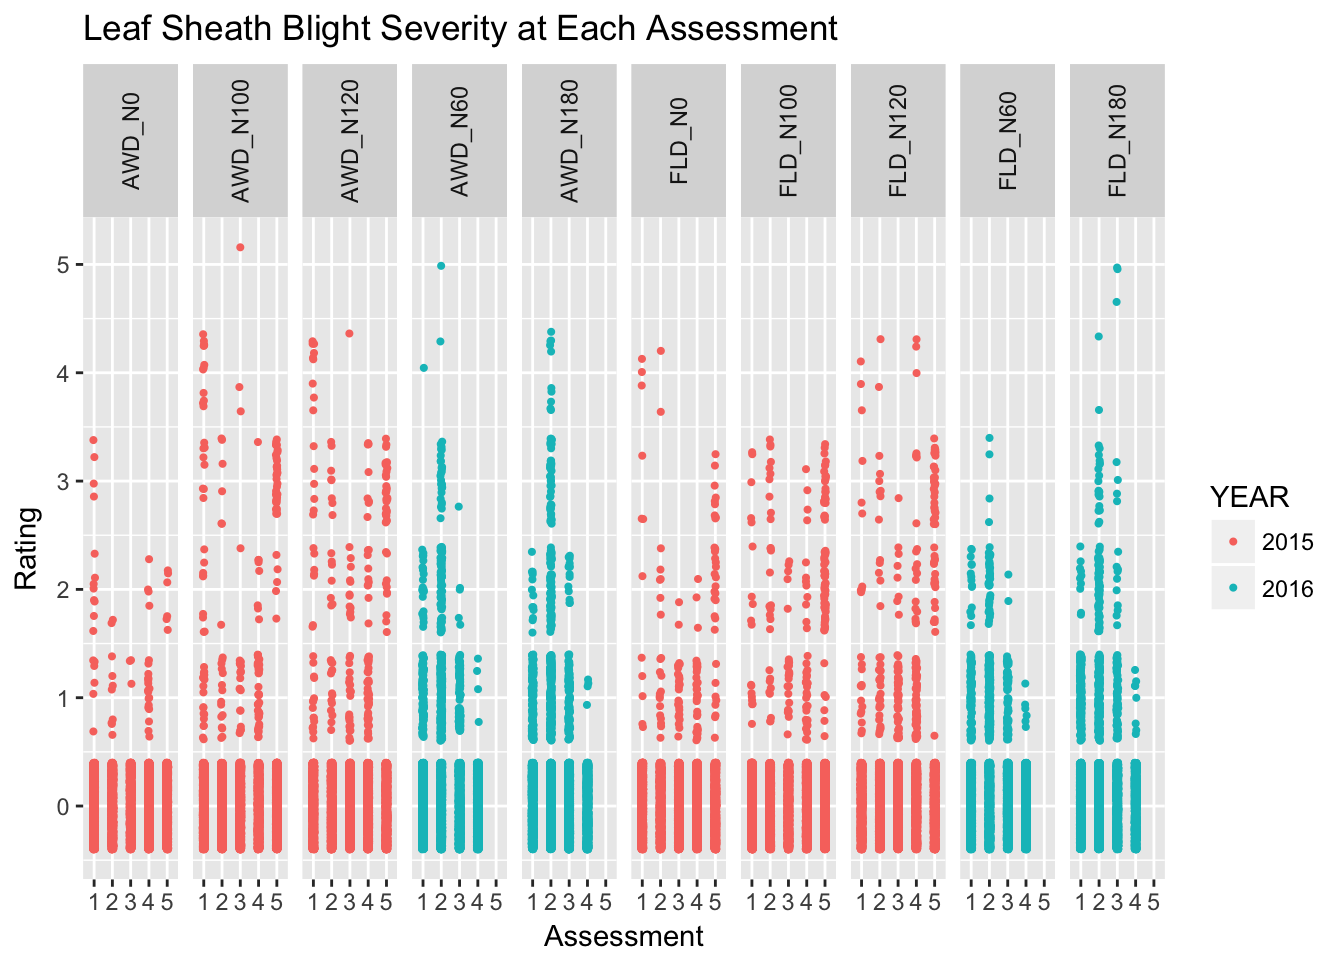 Leaf Sheath Blight Severity at Each Assessment
AWD_N0
AWD_N100
AWD_N120
AWD_N60
AWD_N180
FLD_N0
FLD_N100
FLD_N120
FLD_N60
FLD_N180
Rating
5
4
3
2
1
0
1 2 3 4 5
1 2 3 4 5
1 2 3 4 5
1 2 3 4 5
1 2 3 4 5
1 2 3 4 5
1 2 3 4 5
1 2 3 4 5
1 2 3 4 5
1 2 3 4 5
Assessment
YEAR
2015
2016